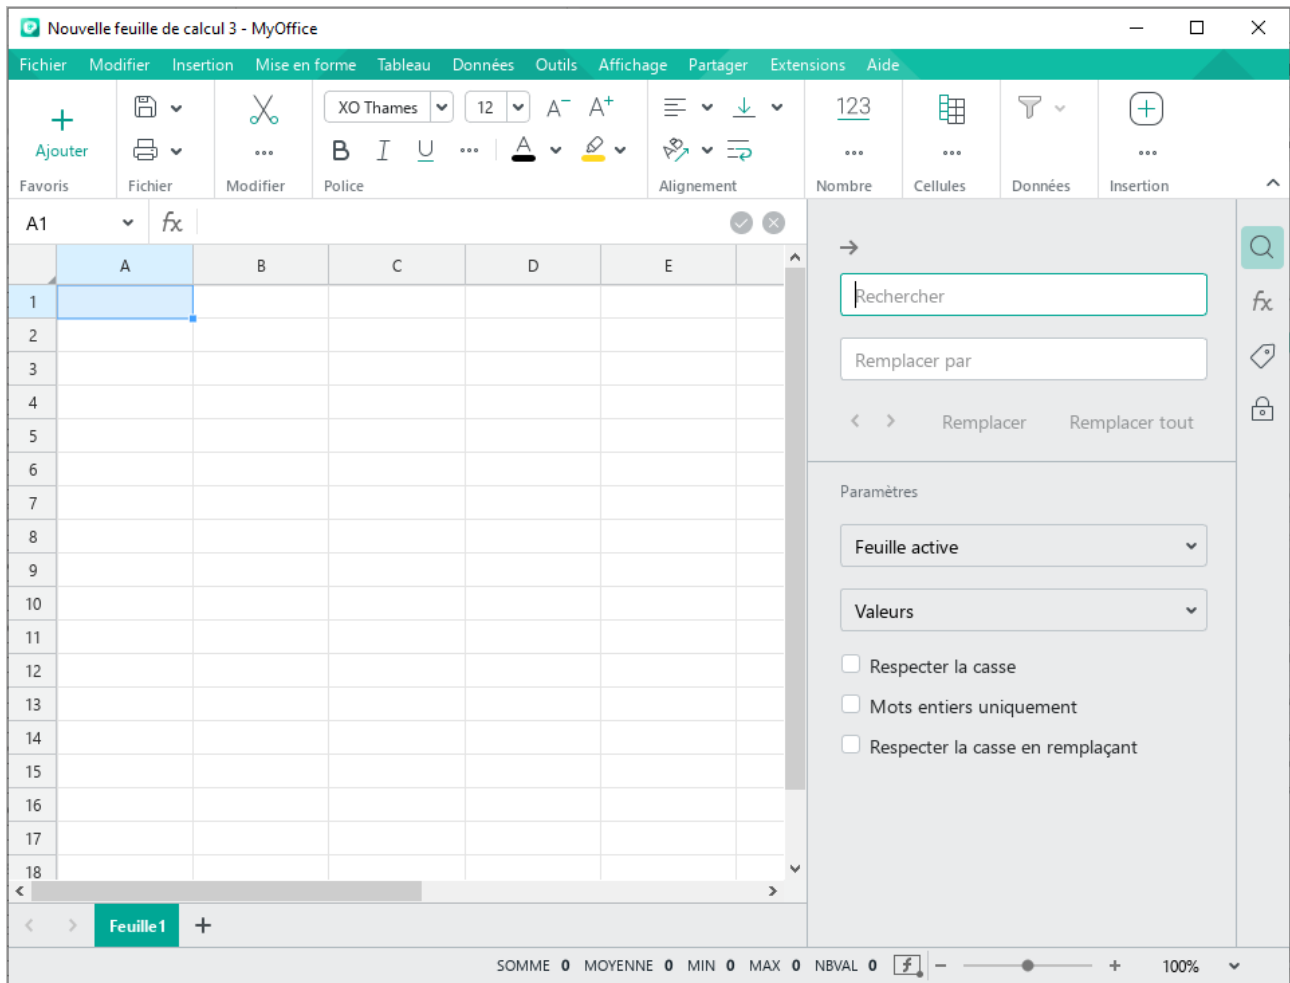 Nouvelle feuille de calcul 3 - MyOffice
Fichier Modifier Insertion Mise en forme Tableau Données Outils Affichage Partager Extensions Aide
XO Thames 12 A− A+ 123
Ajouter B I U A
Favoris Fichier Modifier Police Alignement Nombre Cellules Données Insertion
A1 fx
A B C D E
1
2
3
4
5
6
7
8
9
10
11
12
13
14
15
16
17
18
Rechercher
Remplacer par
Remplacer Remplacer tout
Paramètres
Feuille active
Valeurs
Respecter la casse
Mots entiers uniquement
Respecter la casse en remplaçant
fx
Feuille1 +
SOMME 0 MOYENNE 0 MIN 0 MAX 0 NBVAL 0 f − + 100%